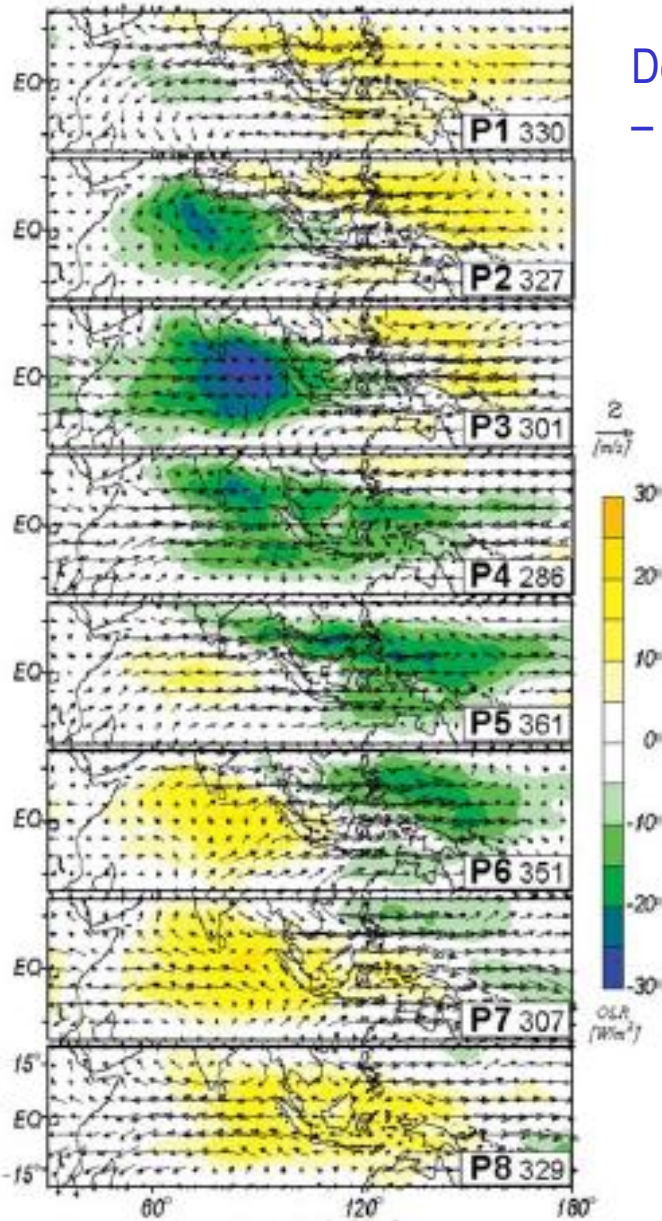 EQ
P1 330
EQ
P2 327
EQ
P3 301
EQ
P4 286
EQ
P5 361
EQ
P6 351
EQ
P7 307
15°
EQ
-15°
P8 329
60° 120° 180°
–
2
[m/s]
30°
20°
10°
0°
-10°
-20°
-30°
OLR
[W/m²]